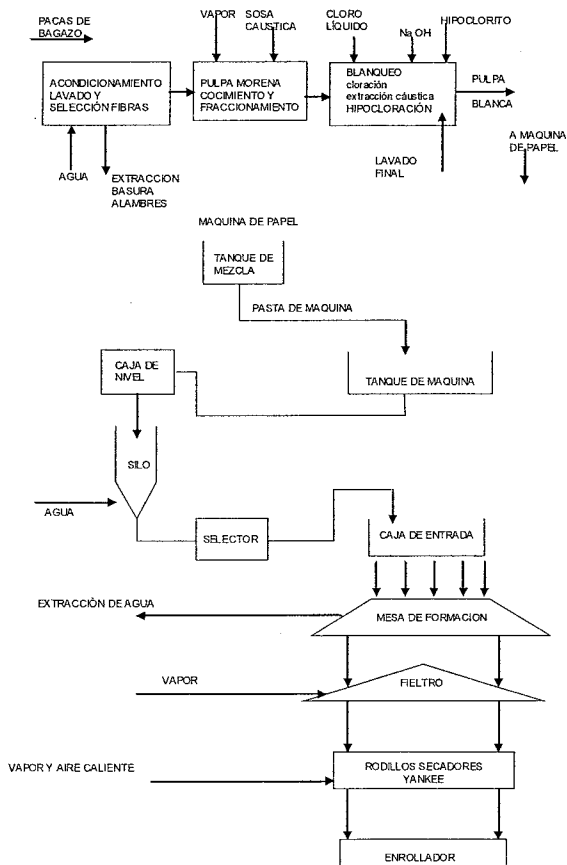 PACAS DE
BAGAZO
VAPOR
SOSA
CAUSTICA
CLORO
LÍQUIDO
NaOH
HIPOCLORITO
ACONDICIONAMIENTO
LAVADO Y
SELECCIÓN FIBRAS
PULPA MORENA
COCIMIENTO Y
FRACCIONAMIENTO
BLANQUEO
cloración
extracción cáustica
HIPOCLORACIÓN
PULPA
BLANCA
AGUA
EXTRACCION
BASURA
ALAMBRES
LAVADO
FINAL
A MAQUINA
DE PAPEL
MAQUINA DE PAPEL
TANQUE DE
MEZCLA
PASTA DE MAQUINA
CAJA DE
NIVEL
TANQUE DE MAQUINA
SILO
AGUA
SELECTOR
CAJA DE ENTRADA
EXTRACCIÓN DE AGUA
MESA DE FORMACION
VAPOR
FIELTRO
VAPOR Y AIRE CALIENTE
RODILLOS SECADORES
YANKEE
ENROLLADOR